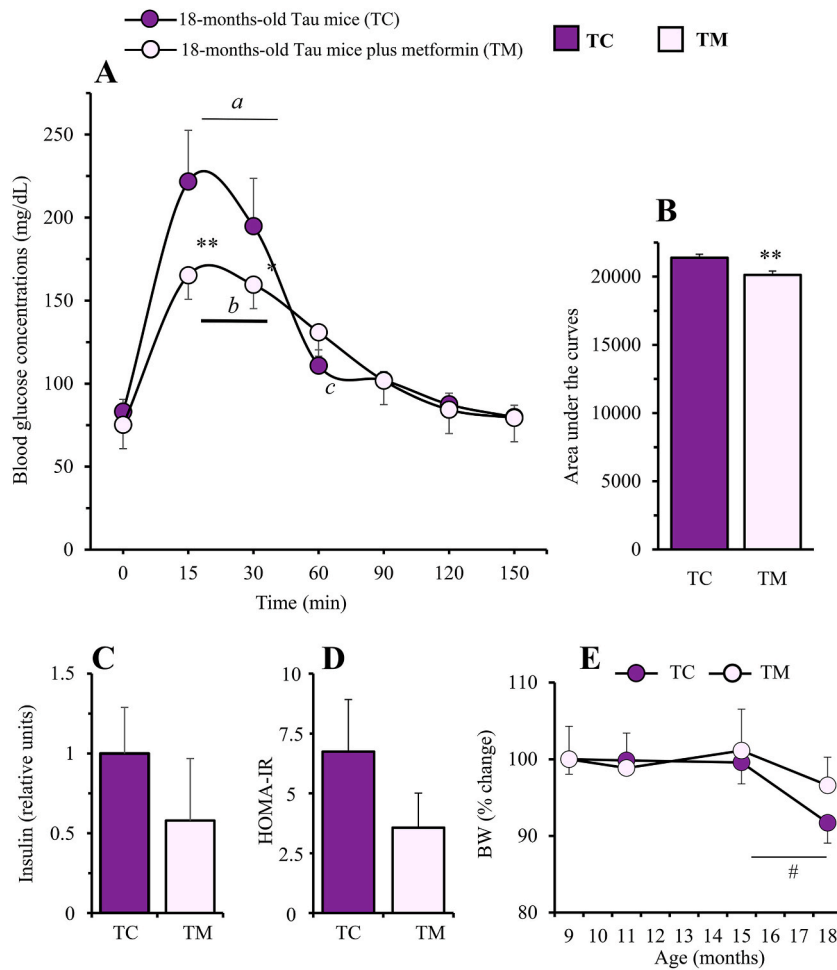 18-months-old Tau mice (TC)
18-months-old Tau mice plus metformin (TM)
TC
TM
A
Blood glucose concentrations (mg/dL)
250
200
150
100
50
0
a
**
*
b
c
0 15 30 60 90 120 150
Time (min)
B
Area under the curves
20000
15000
10000
5000
0
**
TC TM
C
Insulin (relative units)
1.5
1
0.5
0
TC TM
D
HOMA-IR
10
7.5
5
2.5
0
TC TM
E
TC TM
BW (% change)
110
100
90
80
#
9 10 11 12 13 14 15 16 17 18
Age (months)